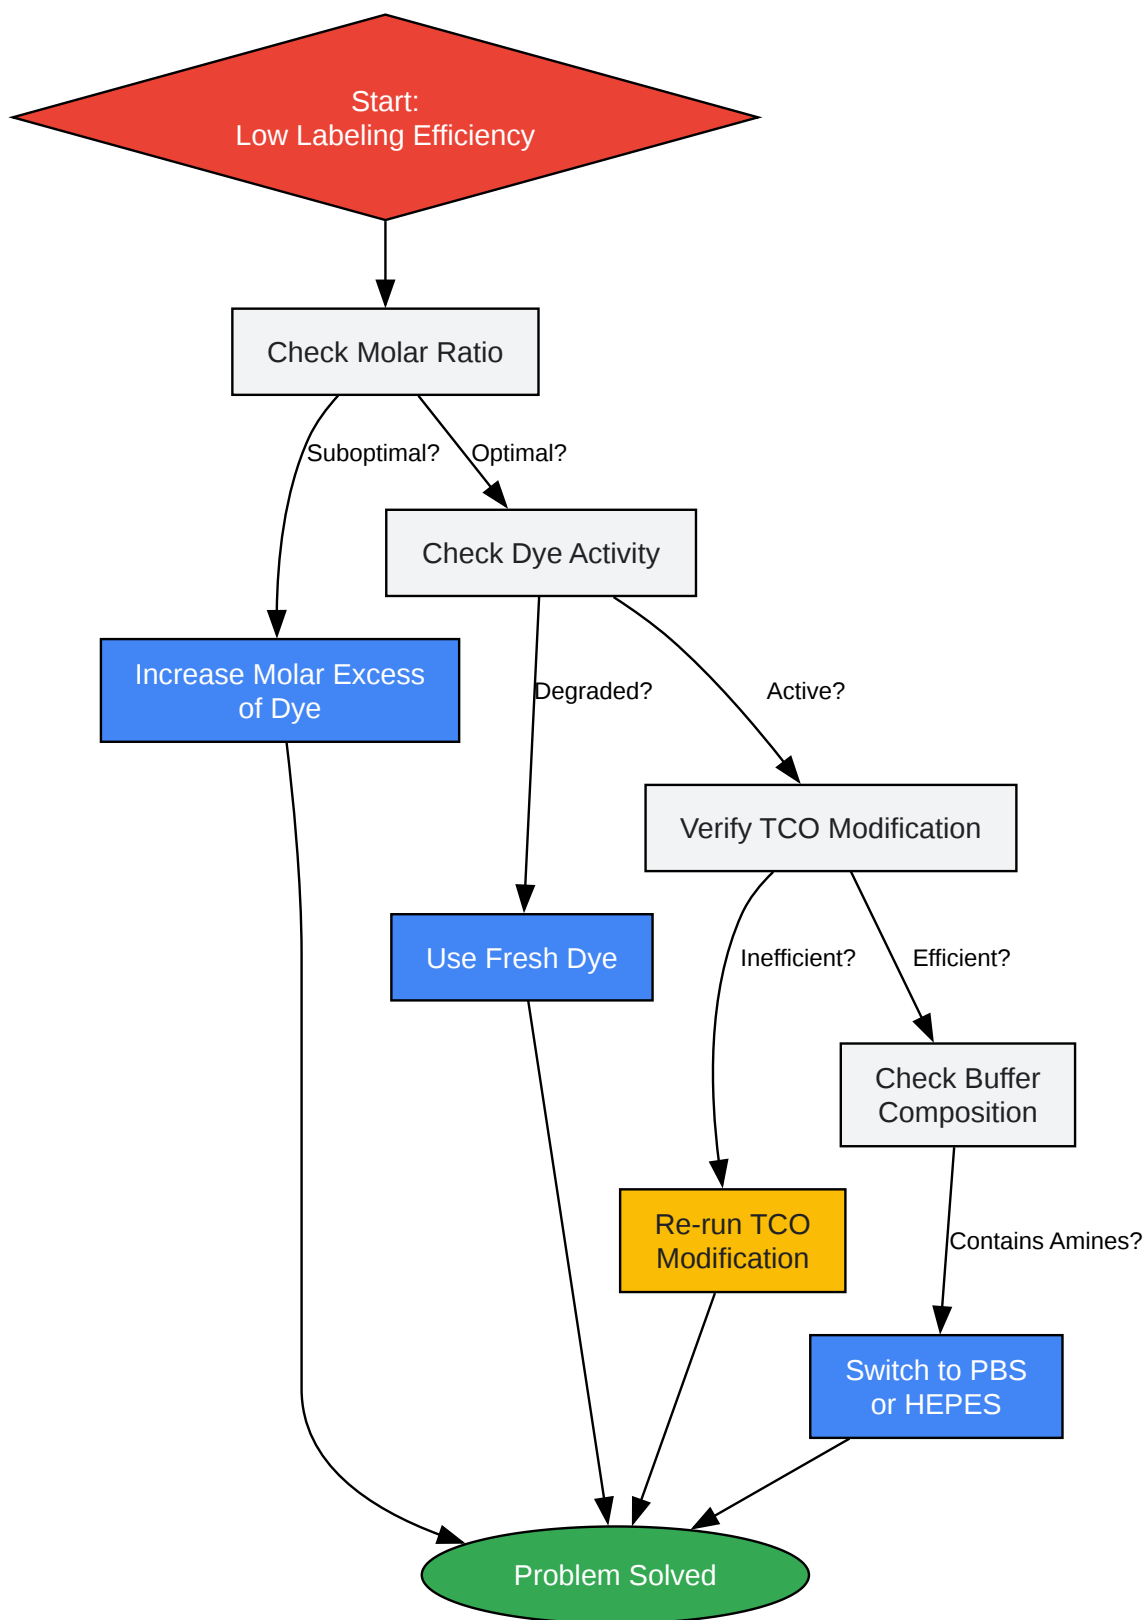 Start:
Low Labeling Efficiency
Check Molar Ratio
Suboptimal?
Optimal?
Check Dye Activity
Increase Molar Excess
of Dye
Degraded?
Active?
Verify TCO Modification
Use Fresh Dye
Inefficient?
Efficient?
Check Buffer
Composition
Re-run TCO
Modification
Contains Amines?
Switch to PBS
or HEPES
Problem Solved